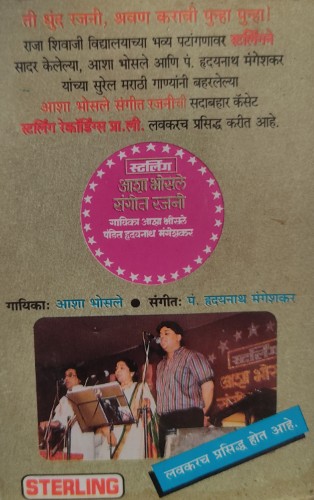 ती धुंद रजनी, श्रवण करावी पुन्हा पुन्हा!
राजा शिवाजी विद्यालयाच्या भव्य पटांगणावर स्टर्लिंगने
सादर केलेल्या, आशा भोसले आणि पं. हृदयनाथ मंगेशकर
यांच्या सुरेल मराठी गाण्यांनी बहरलेल्या
आशा भोसले संगीत रजनीची सदाबहार कॅसेट
स्टर्लिंग रेकॉर्डिंग्स प्रा.ली. लवकरच प्रसिद्ध करीत आहे.
स्टर्लिंग
आशा भोसले
संगीत रजनी
गायिका आशा भोसले
पंडित हृदयनाथ मंगेशकर
गायिका: आशा भोसले ● संगीत: पं. हृदयनाथ मंगेशकर
स्टर्लिंग
आशा भोसले
संगीत रजनी
लवकरच प्रसिद्ध होत आहे.
STERLING